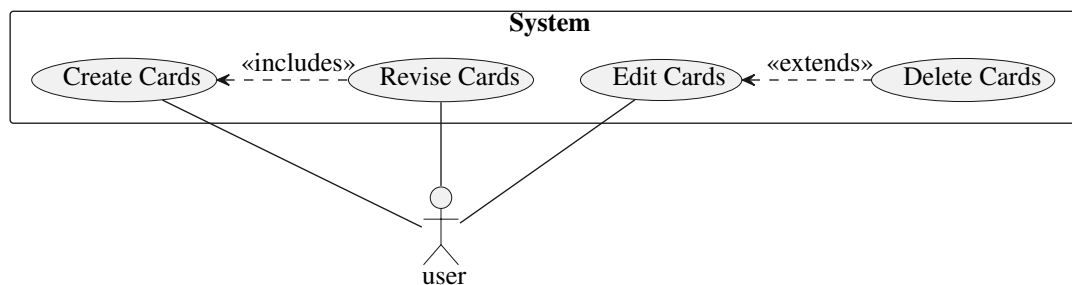 System
Create Cards
«includes»
Revise Cards
Edit Cards
«extends»
Delete Cards
user